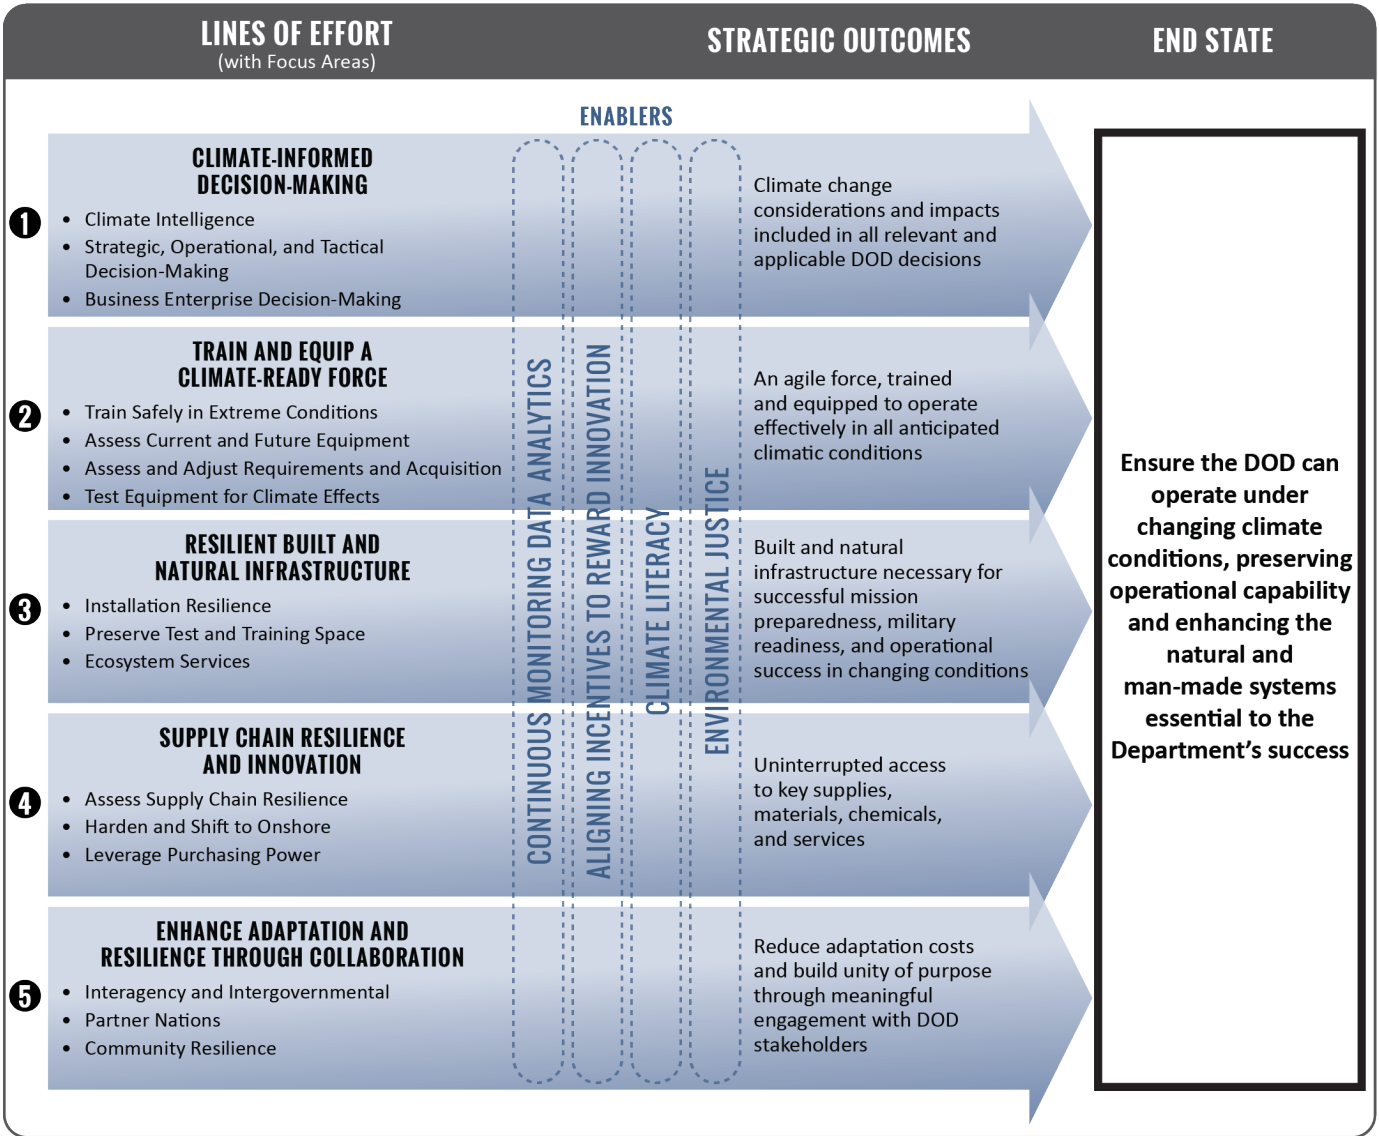 LINES OF EFFORT
(with Focus Areas)
STRATEGIC OUTCOMES
END STATE
ENABLERS
1
CLIMATE-INFORMED
DECISION-MAKING
• Climate Intelligence
• Strategic, Operational, and Tactical
Decision-Making
• Business Enterprise Decision-Making
Climate change
considerations and impacts
included in all relevant and
applicable DOD decisions
2
TRAIN AND EQUIP A
CLIMATE-READY FORCE
• Train Safely in Extreme Conditions
• Assess Current and Future Equipment
• Assess and Adjust Requirements and Acquisition
• Test Equipment for Climate Effects
An agile force, trained
and equipped to operate
effectively in all anticipated
climatic conditions
3
RESILIENT BUILT AND
NATURAL INFRASTRUCTURE
• Installation Resilience
• Preserve Test and Training Space
• Ecosystem Services
Built and natural
infrastructure necessary for
successful mission
preparedness, military
readiness, and operational
success in changing conditions
4
SUPPLY CHAIN RESILIENCE
AND INNOVATION
• Assess Supply Chain Resilience
• Harden and Shift to Onshore
• Leverage Purchasing Power
Uninterrupted access
to key supplies,
materials, chemicals,
and services
5
ENHANCE ADAPTATION AND
RESILIENCE THROUGH COLLABORATION
• Interagency and Intergovernmental
• Partner Nations
• Community Resilience
Reduce adaptation costs
and build unity of purpose
through meaningful
engagement with DOD
stakeholders
CONTINUOUS MONITORING DATA ANALYTICS
ALIGNING INCENTIVES TO REWARD INNOVATION
CLIMATE LITERACY
ENVIRONMENTAL JUSTICE
Ensure the DOD can
operate under
changing climate
conditions, preserving
operational capability
and enhancing the
natural and
man-made systems
essential to the
Department's success